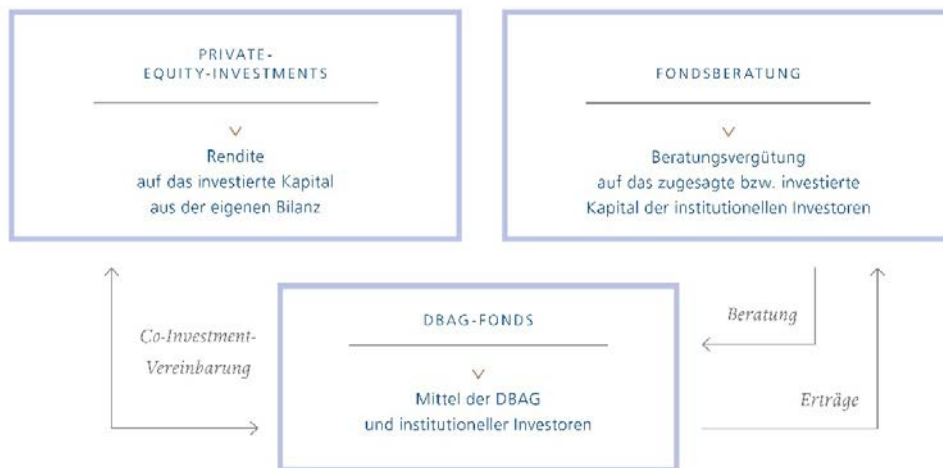 PRIVATE-
EQUITY-INVESTMENTS
Rendite
auf das investierte Kapital
aus der eigenen Bilanz
FONDSBERATUNG
Beratungsvergütung
auf das zugesagte bzw. investierte
Kapital der institutionellen Investoren
Co-Investment-
Vereinbarung
DBAG-FONDS
Mittel der DBAG
und institutioneller Investoren
Beratung
Erträge